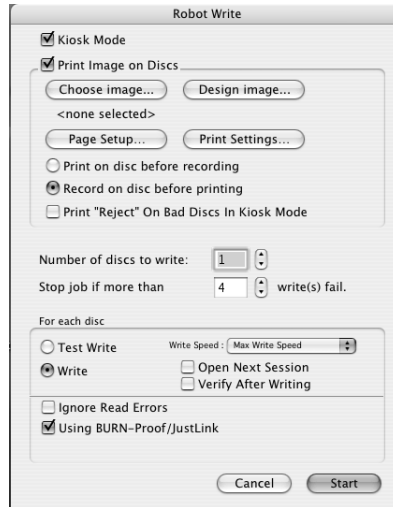 Robot Write
Kiosk Mode
Print Image on Discs
Choose image... Design image...
<none selected>
Page Setup... Print Settings...
Print on disc before recording
Record on disc before printing
Print "Reject" On Bad Discs In Kiosk Mode
Number of discs to write: 1
Stop job if more than 4 write(s) fail.
For each disc
Test Write Write Speed : Max Write Speed
Write Open Next Session
Verify After Writing
Ignore Read Errors
Using BURN-Proof/JustLink
Cancel Start